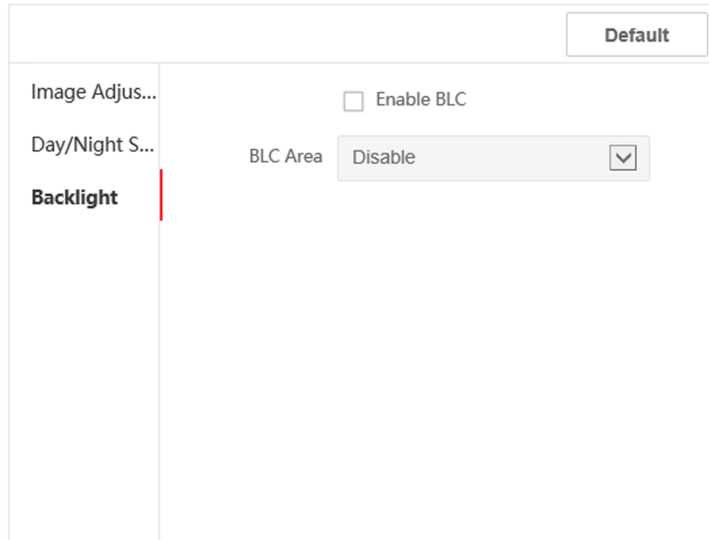 Default
Image Adjus...
Enable BLC
Day/Night S...
BLC Area Disable
Backlight